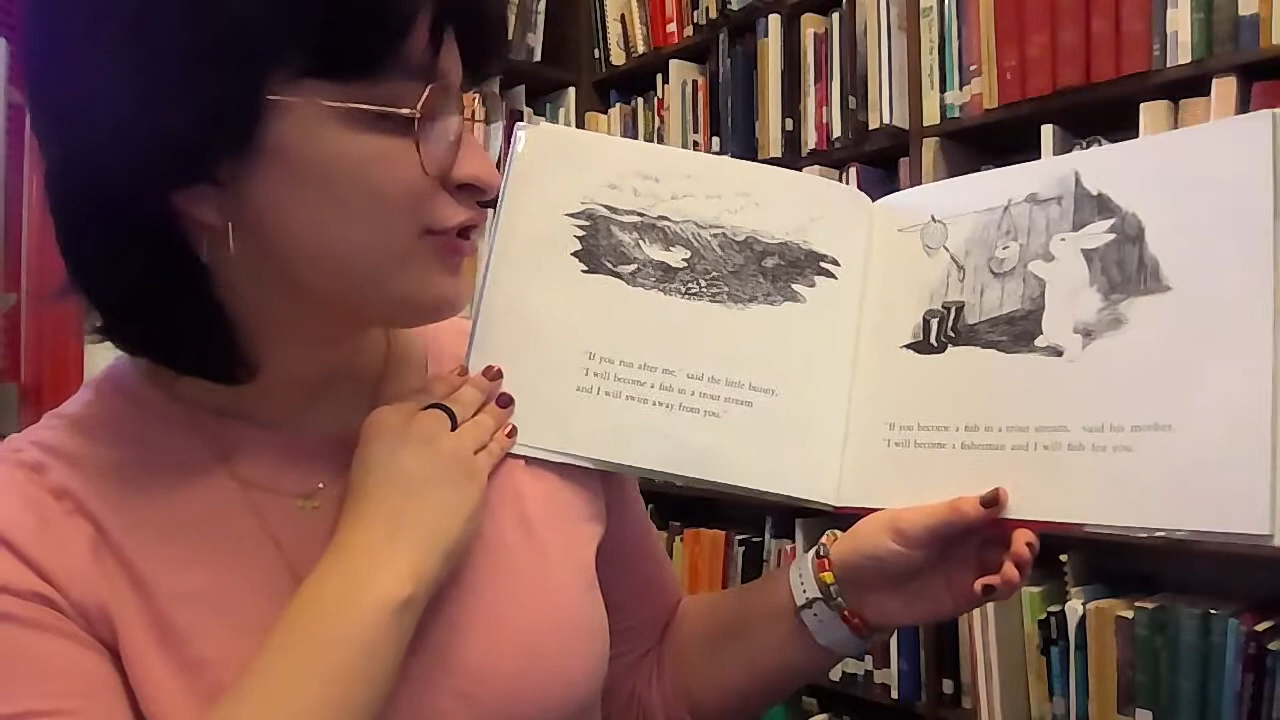 "If you run after me," said the little bunny,
"I will become a fish in a trout stream
and I will swim away from you."
"If you become a fish in a trout stream, said his mother,
"I will become a fisherman and I will fish for you.